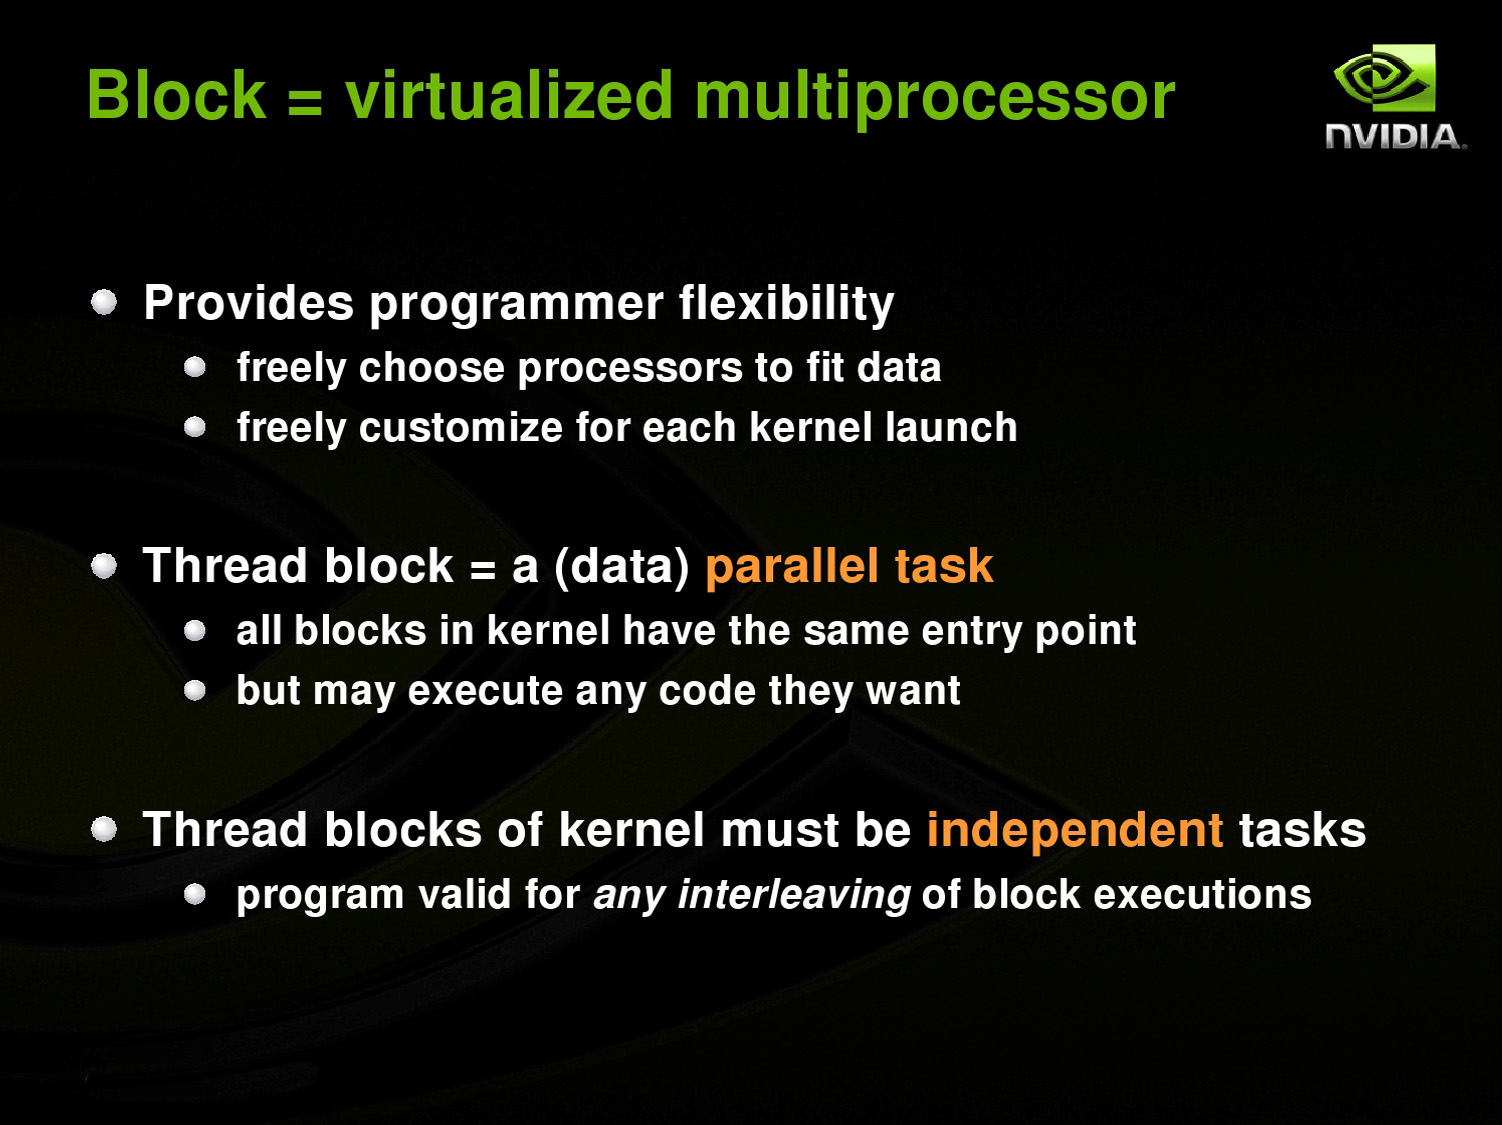 Block = virtualized multiprocessor
NVIDIA®
Provides programmer flexibility
freely choose processors to fit data
freely customize for each kernel launch
Thread block = a (data) parallel task
all blocks in kernel have the same entry point
but may execute any code they want
Thread blocks of kernel must be independent tasks
program valid for any interleaving of block executions